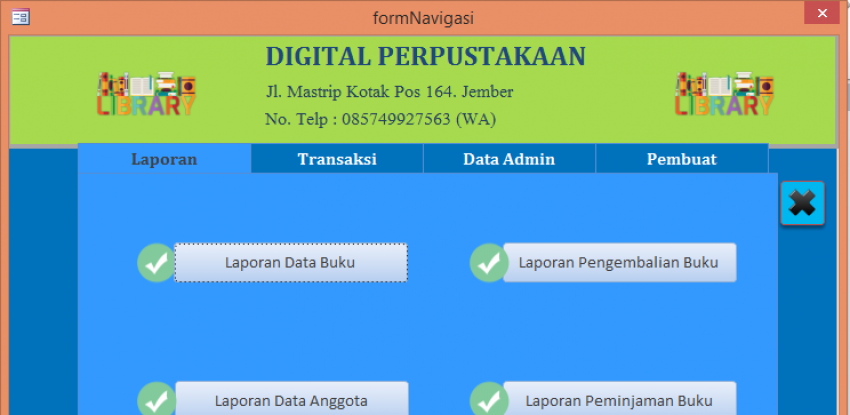 formNavigasi
DIGITAL PERPUSTAKAAN
Jl. Mastrip Kotak Pos 164. Jember
No. Telp : 085749927563 (WA)
LIBRARY
LIBRARY
Laporan
Transaksi
Data Admin
Pembuat
Laporan Data Buku
Laporan Pengembalian Buku
Laporan Data Anggota
Laporan Peminjaman Buku